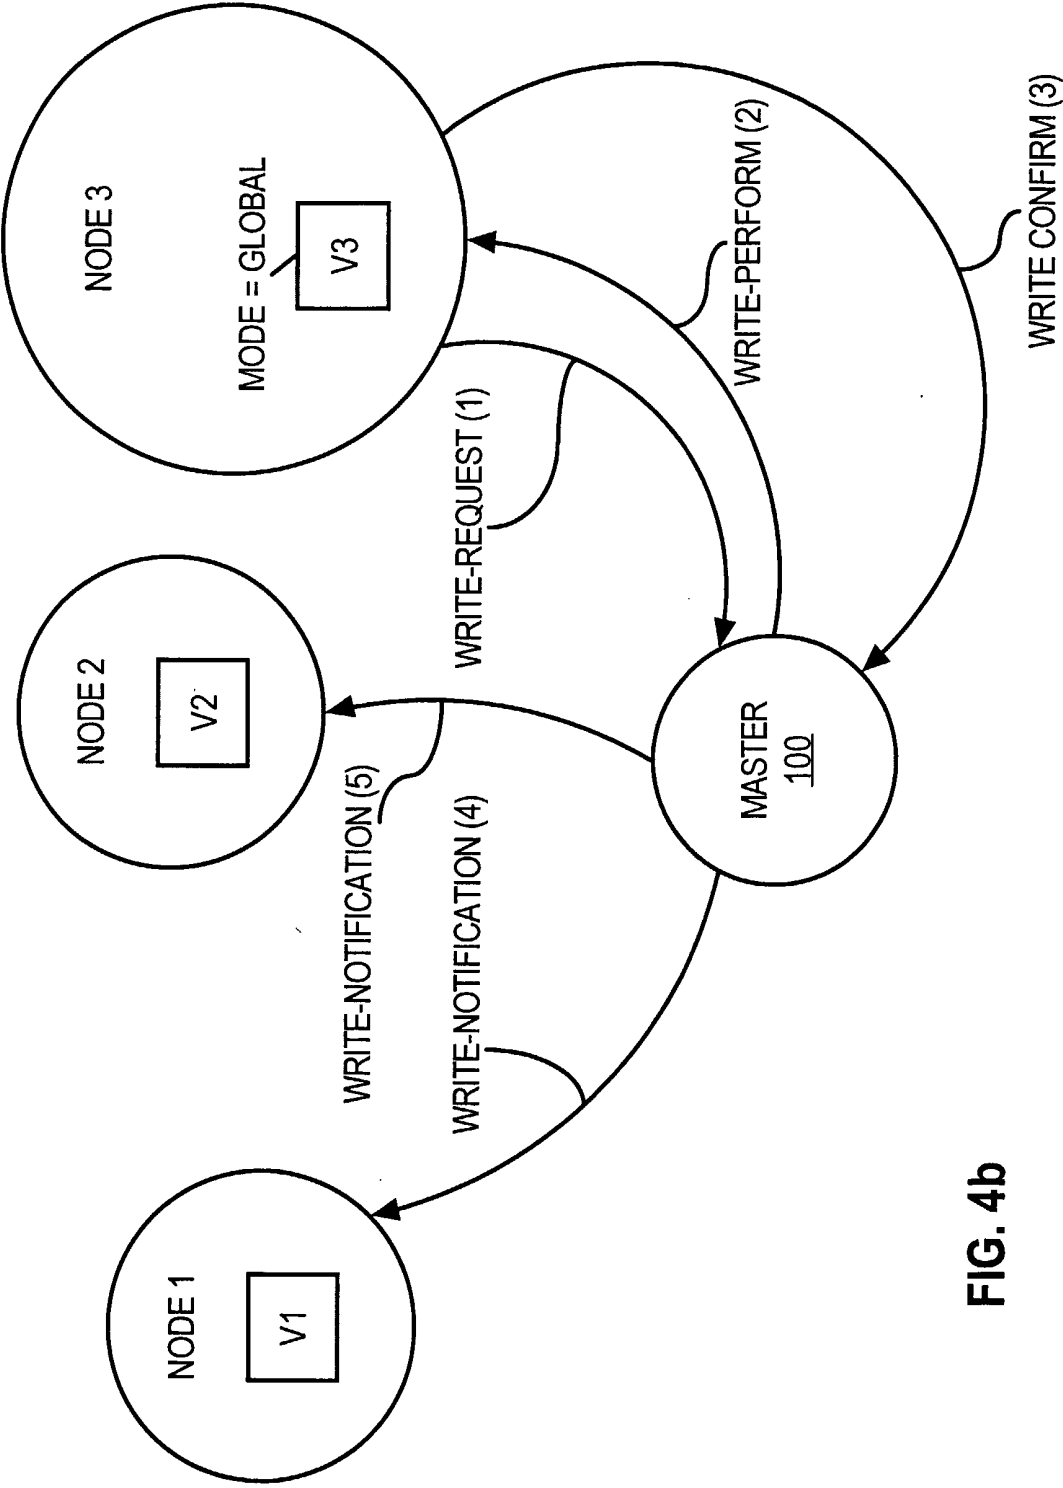 NODE 1
V1
NODE 2
V2
NODE 3
MODE = GLOBAL
V3
WRITE-NOTIFICATION (5)
WRITE-NOTIFICATION (4)
WRITE-REQUEST (1)
WRITE-PERFORM (2)
WRITE CONFIRM (3)
MASTER
100
FIG. 4b